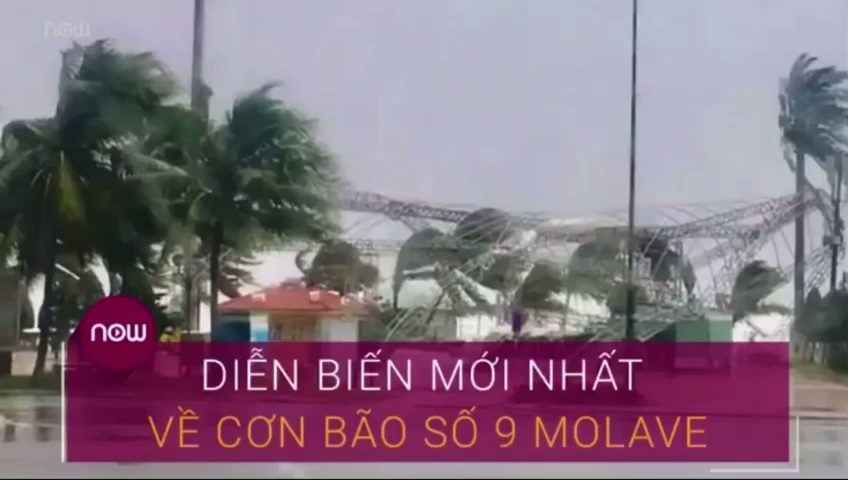 now
now
DIỄN BIẾN MỚI NHẤT
VỀ CƠN BÃO SỐ 9 MOLAVE